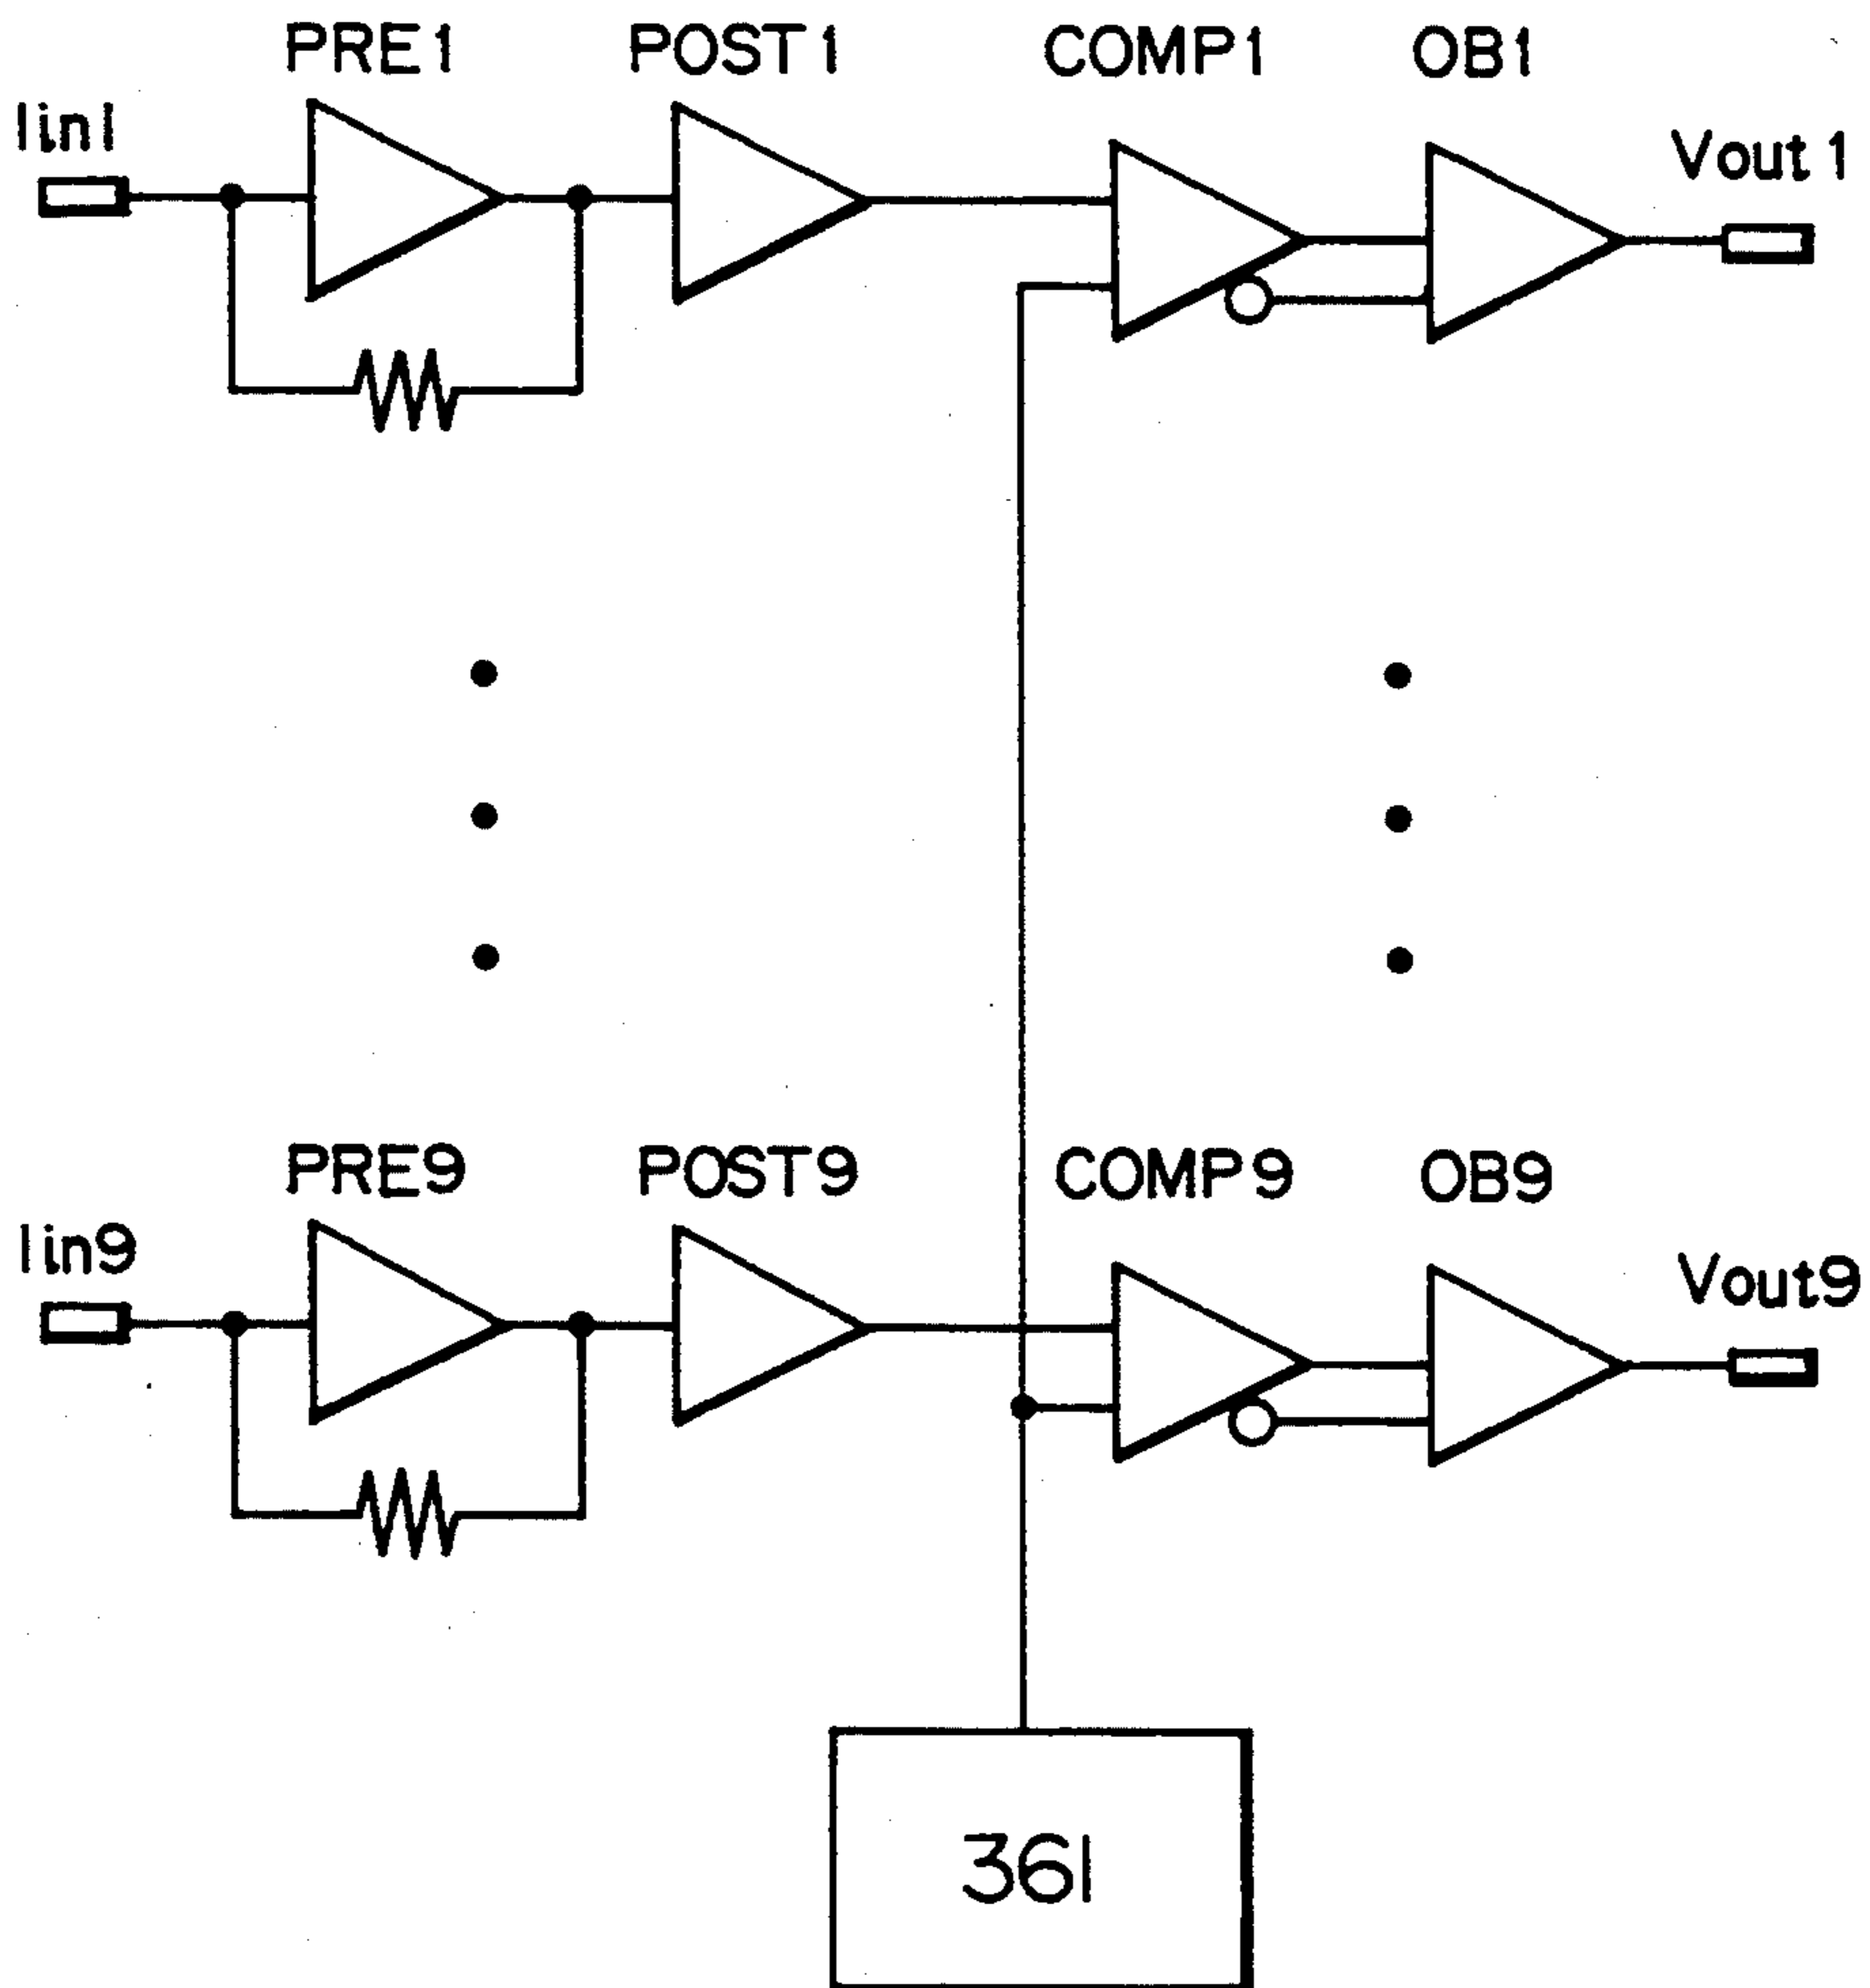 PRE1 POST1 COMP1 OB1
Iin1
Vout1
PRE9 POST9 COMP9 OB9
Iin9
Vout9
361